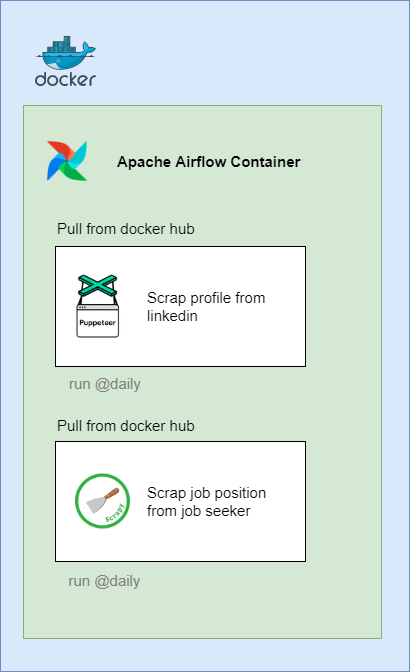 docker
Apache Airflow Container
Pull from docker hub
Puppeteer
Scrap profile from
linkedin
run @daily
Pull from docker hub
Scrapy
Scrap job position
from job seeker
run @daily